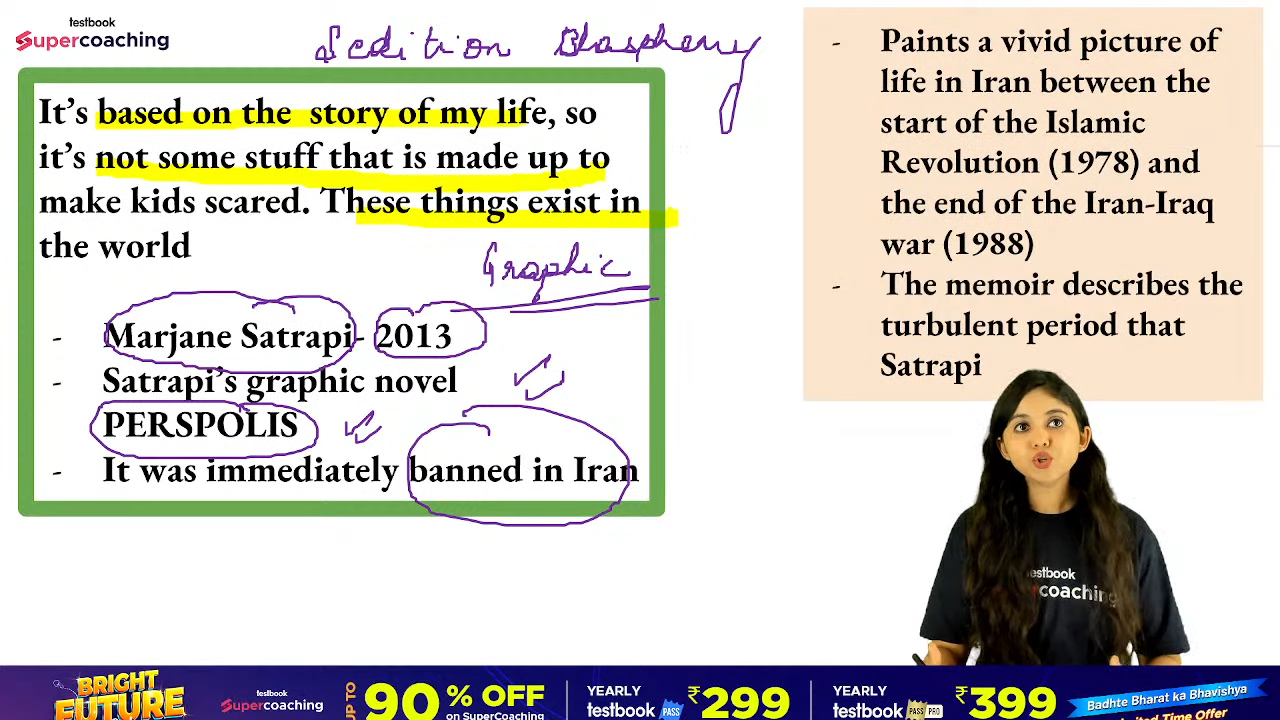 testbook
Supercoaching
Sedition Blasphemy
It's based on the story of my life, so
it's not some stuff that is made up to
make kids scared. These things exist in
the world
Graphic
- Marjane Satrapi- 2013
- Satrapi's graphic novel
PERSPOLIS
- It was immediately banned in Iran
- Paints a vivid picture of
life in Iran between the
start of the Islamic
Revolution (1978) and
the end of the Iran-Iraq
war (1988)
- The memoir describes the
turbulent period that
Satrapi
testbook
coaching
BRIGHT
FUTURE
testbook
Supercoaching
UPTO
90% OFF
on SuperCoaching
YEARLY
testbook PASS
₹299
YEARLY
testbook PASS PRO
₹399
Badhte Bharat ka Bhavishya
Time Offer